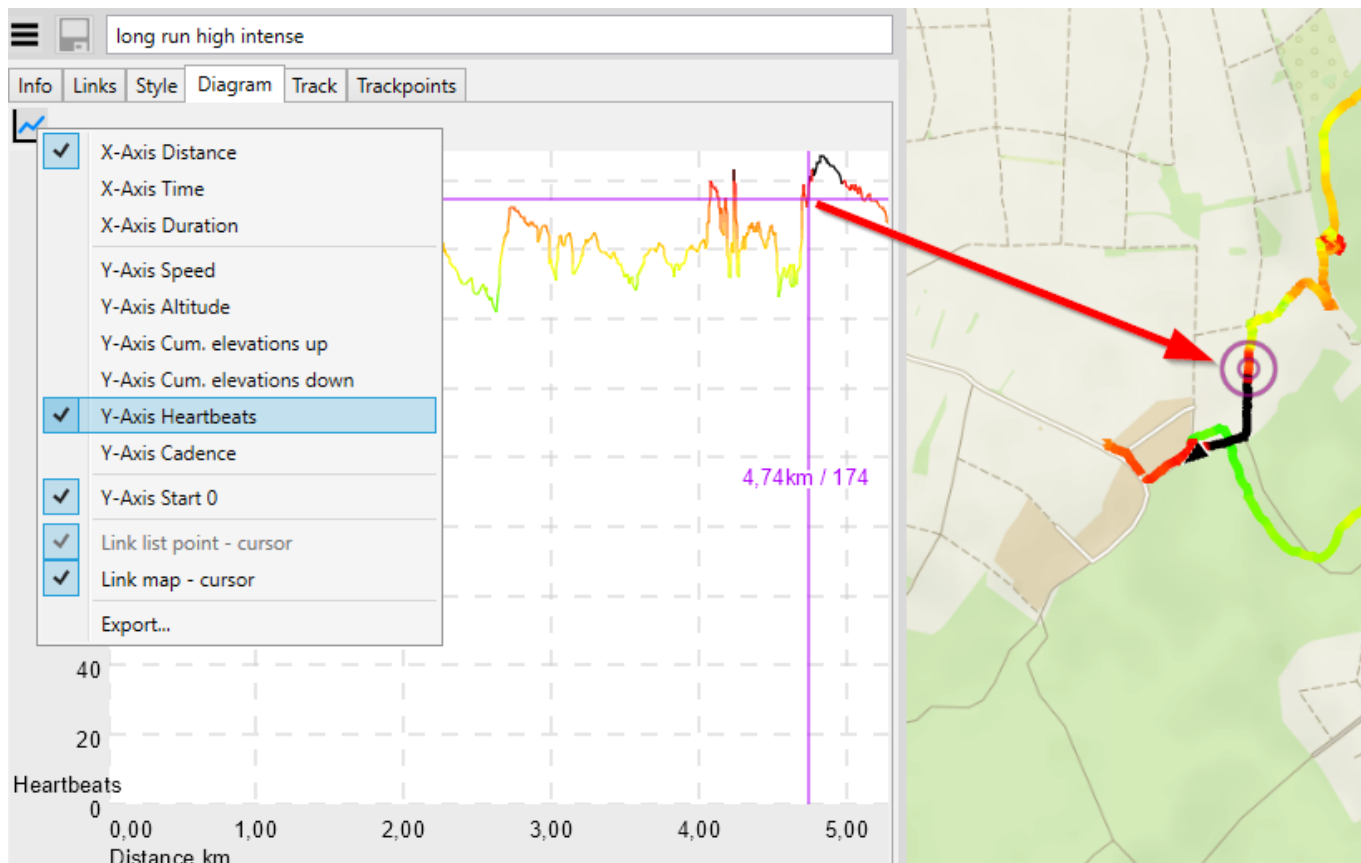 long run high intense
Info Links Style Diagram Track Trackpoints
X-Axis Distance
X-Axis Time
X-Axis Duration
Y-Axis Speed
Y-Axis Altitude
Y-Axis Cum. elevations up
Y-Axis Cum. elevations down
Y-Axis Heartbeats
Y-Axis Cadence
Y-Axis Start 0
Link list point - cursor
Link map - cursor
Export...
4,74km / 174
40
20
Heartbeats
0
0,00 1,00 2,00 3,00 4,00 5,00
Distance km